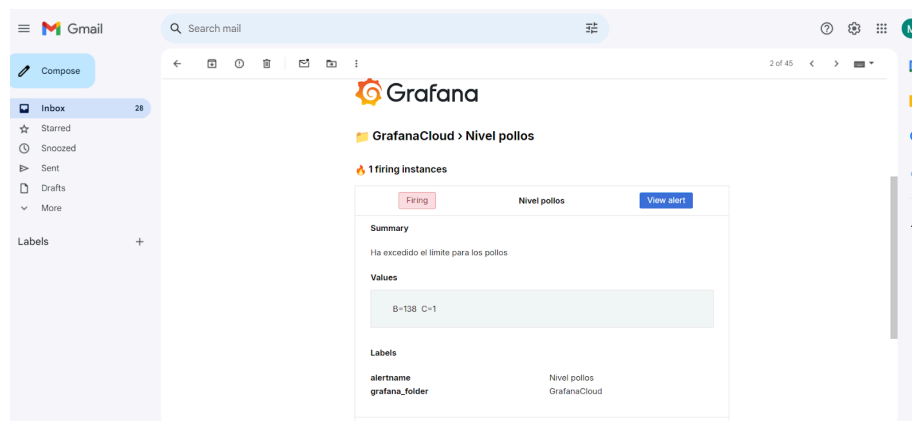 Gmail
Search mail
Compose
2 of 45
Inbox 28
Starred
Snoozed
Sent
Drafts
More
Labels
Grafana
GrafanaCloud › Nivel pollos
1 firing instances
Firing Nivel pollos View alert
Summary
Ha excedido el límite para los pollos
Values
B=138 C=1
Labels
alertname Nivel pollos
grafana_folder GrafanaCloud